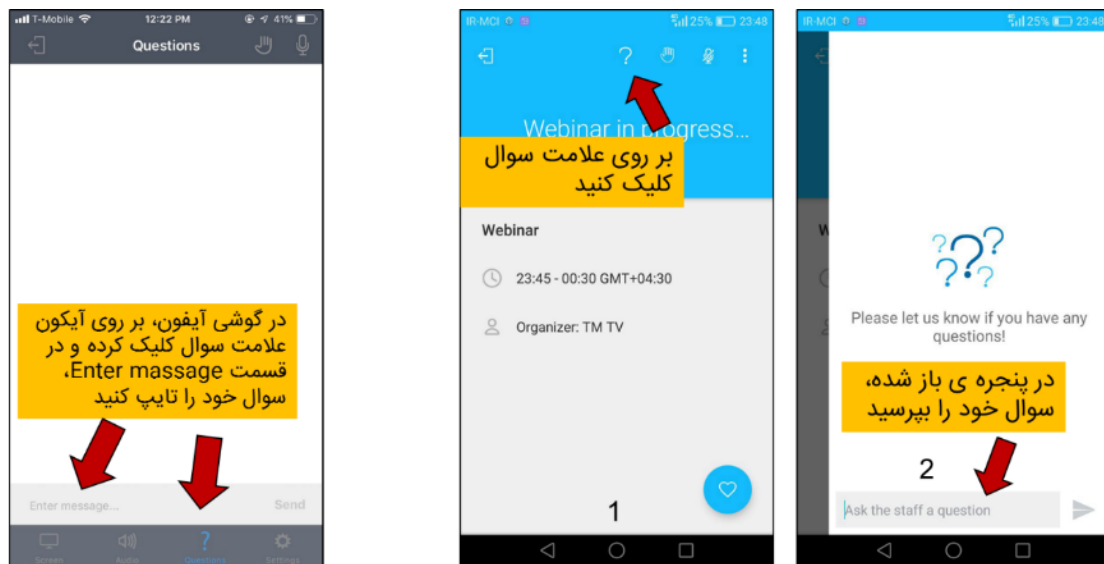 T-Mobile 12:22 PM 41%
Questions
در گوشی آیفون، بر روی آیکون
علامت سوال کلیک کرده و در
قسمت Enter massage،
سوال خود را تایپ کنید
Enter message... Send
Screen Audio Questions Settings
IR-MCI 25% 23:48
?
Webinar in progress...
بر روی علامت سوال
کلیک کنید
Webinar
23:45 - 00:30 GMT+04:30
Organizer: TM TV
1
IR-MCI 25% 23:48
W
Please let us know if you have any
questions!
در پنجره ی باز شده،
سوال خود را بپرسید
2
Ask the staff a question